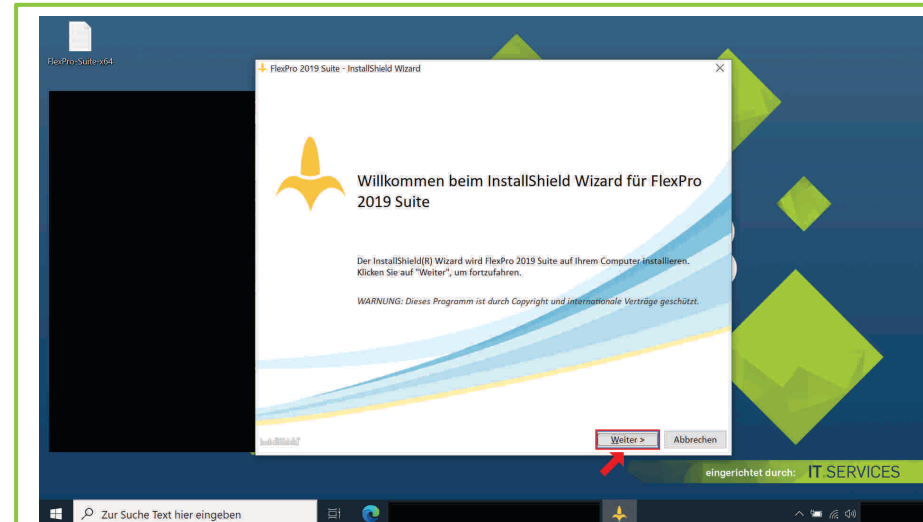 FlexPro-Suite-x64
FlexPro 2019 Suite - InstallShield Wizard
Willkommen beim InstallShield Wizard für FlexPro
2019 Suite
Der InstallShield(R) Wizard wird FlexPro 2019 Suite auf Ihrem Computer installieren.
Klicken Sie auf "Weiter", um fortzufahren.
WARNUNG: Dieses Programm ist durch Copyright und internationale Verträge geschützt.
InstallShield
Weiter >
Abbrechen
eingerichtet durch: IT.SERVICES
Zur Suche Text hier eingeben